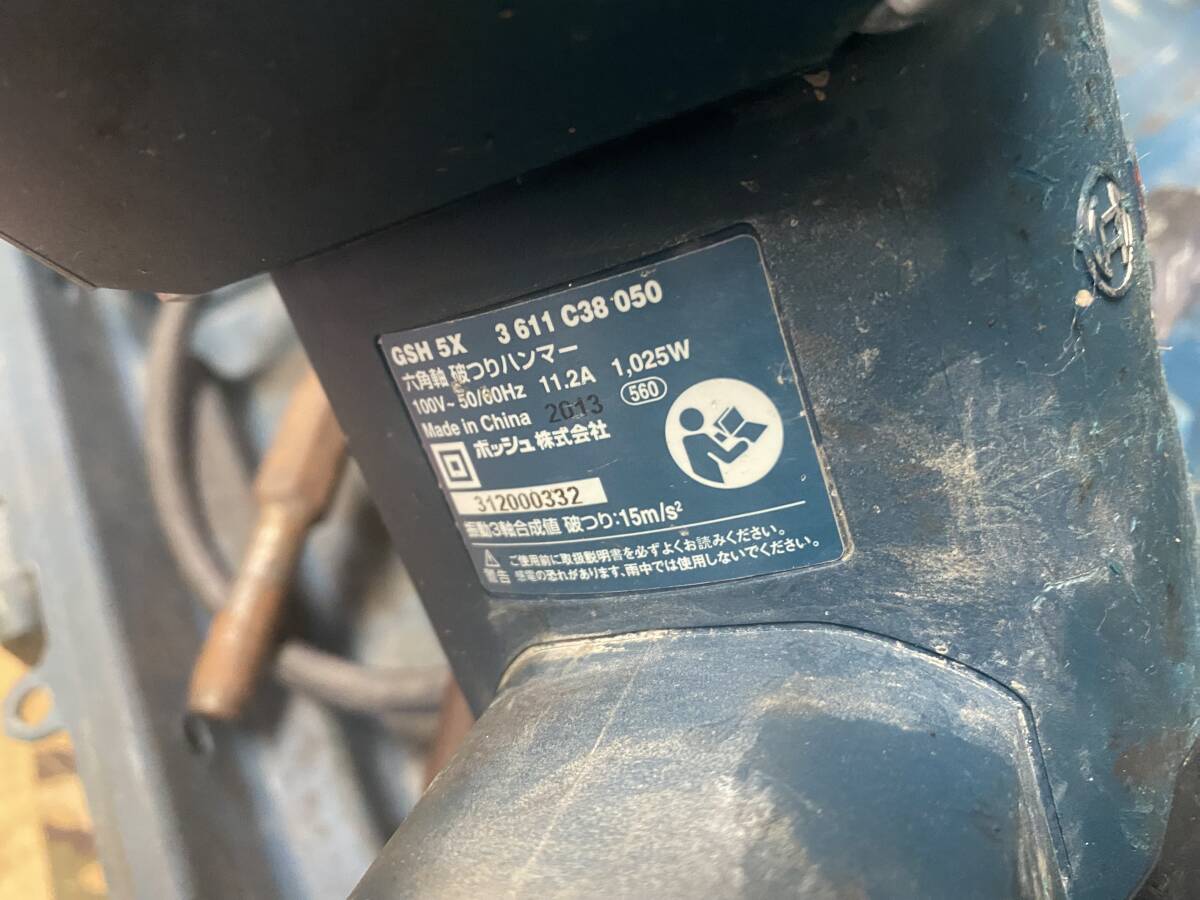 GSH 5X 3 611 C38 050
六角軸 破つりハンマー
100V~ 50/60Hz 11.2A 1,025W
Made in China 2013 560
ボッシュ株式会社
312000332
振動3軸合成値 破つり:15m/s²
警告 ご使用前に取扱説明書を必ずよくお読みください。
感電の恐れがあります、雨中では使用しないでください。